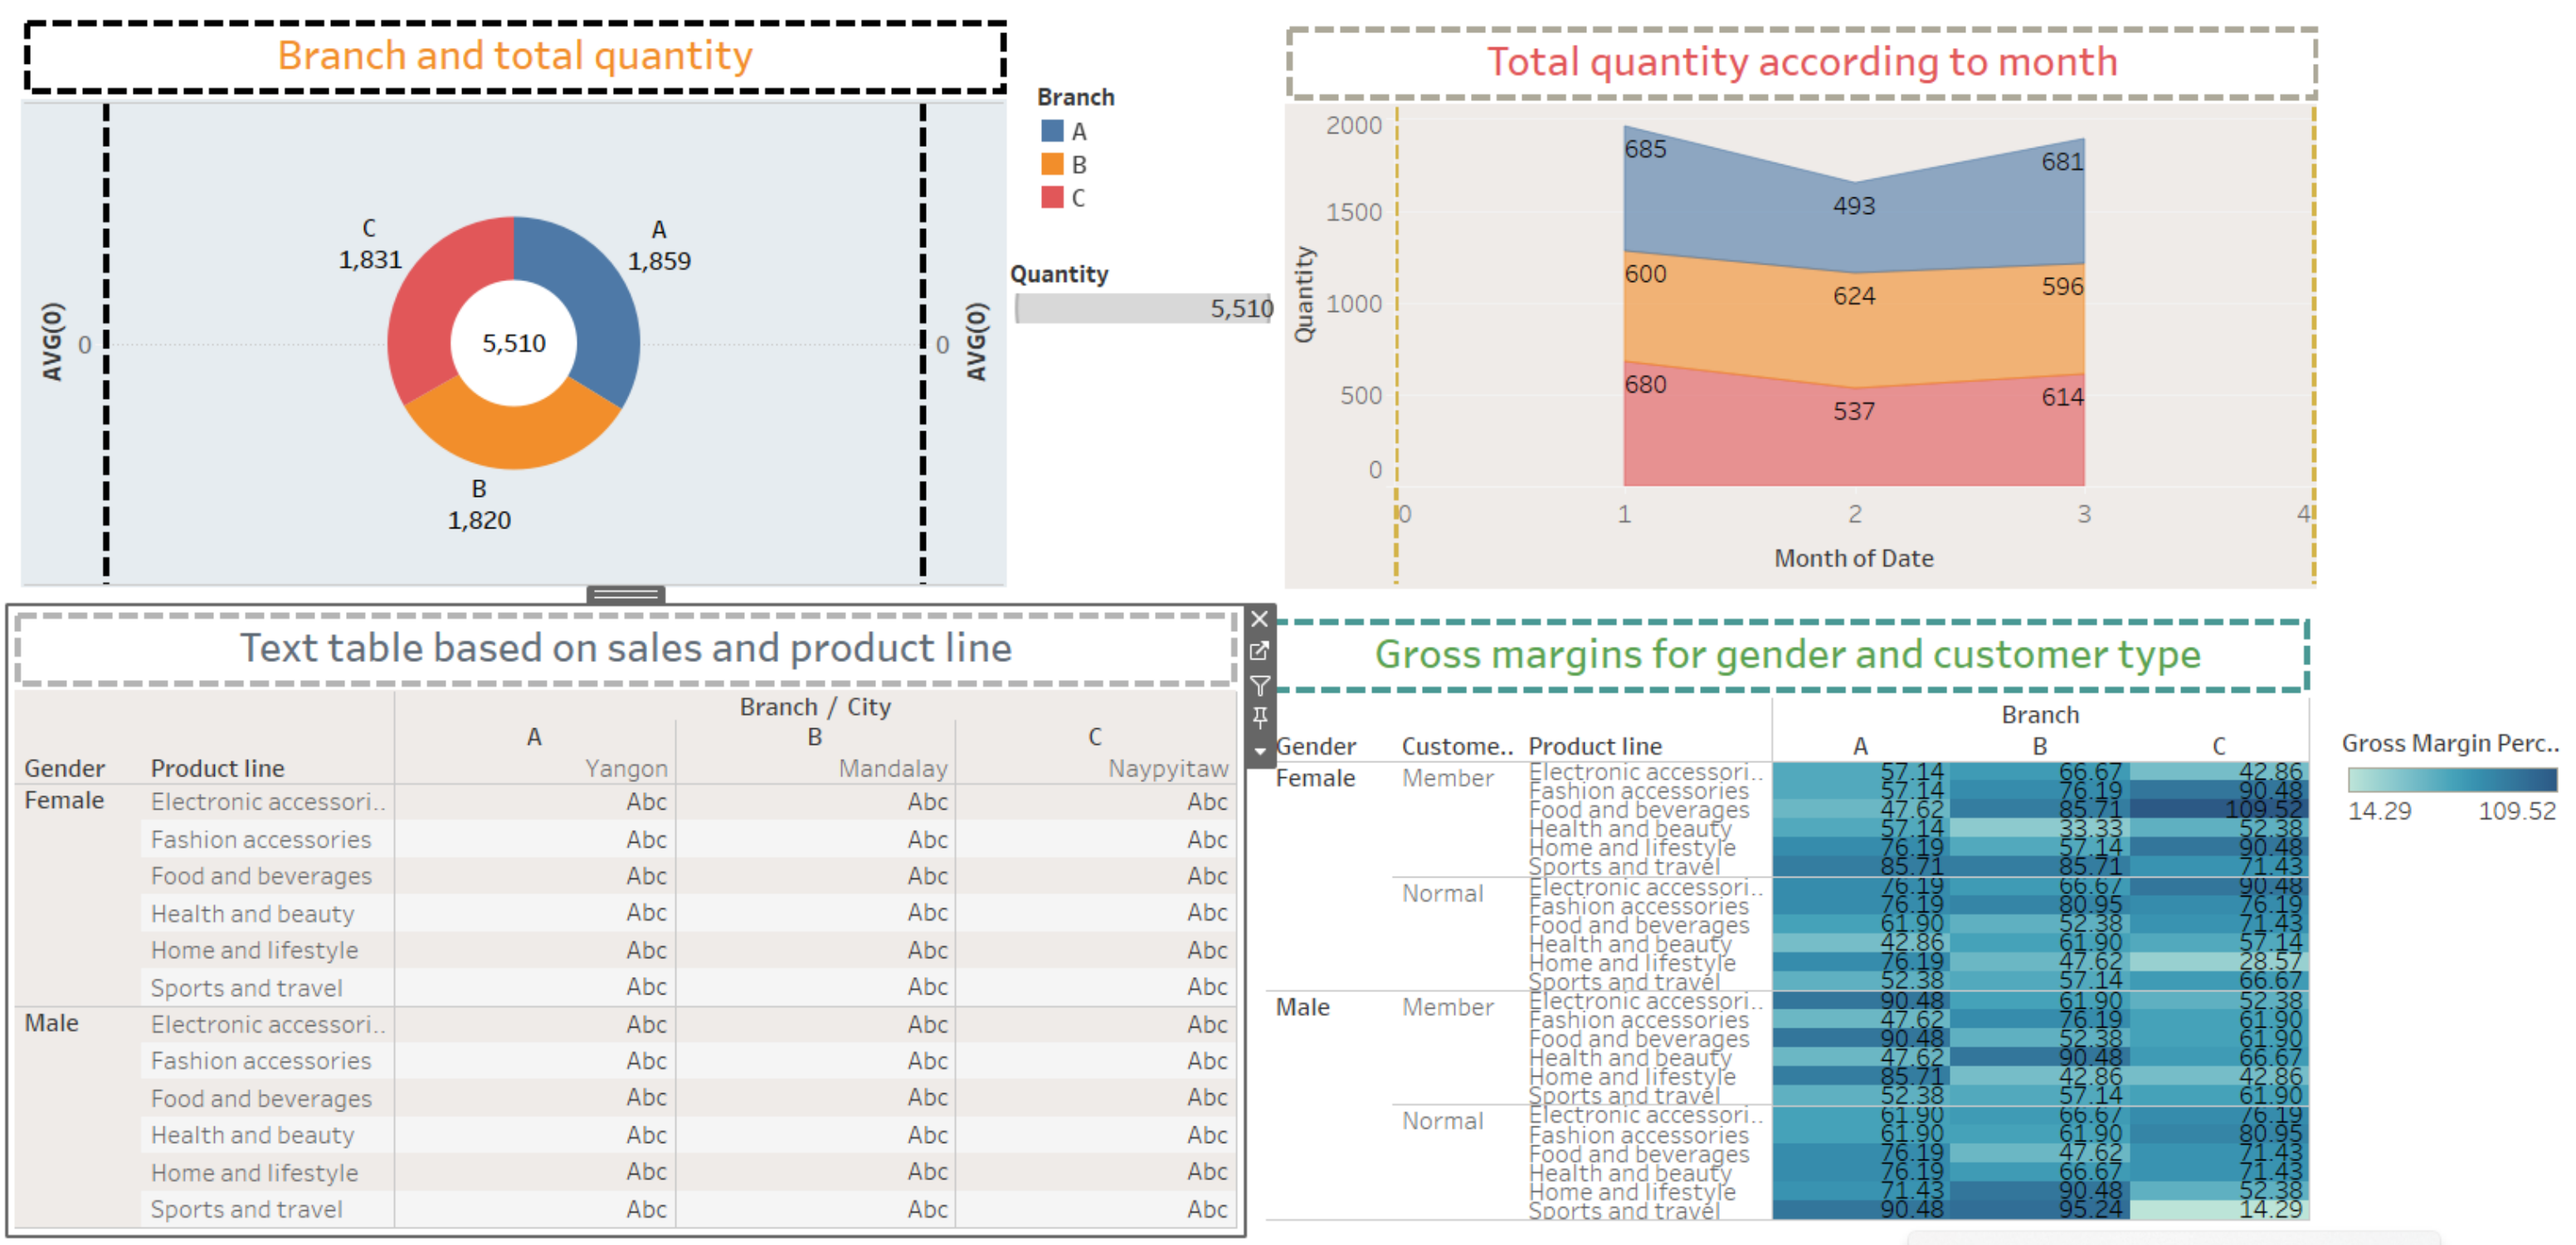 Branch and total quantity
AVG(0)
0
C
1,831
A
1,859
5,510
B
1,820
0
AVG(0)
Branch
A
B
C
Quantity
5,510
Total quantity according to month
Quantity
2000
1500
1000
500
0
685
493
681
600
624
596
680
537
614
0 1 2 3 4
Month of Date
Text table based on sales and product line
Branch / City
A B C
Gender Product line Yangon Mandalay Naypyitaw
Female Electronic accessori.. Abc Abc Abc
Fashion accessories Abc Abc Abc
Food and beverages Abc Abc Abc
Health and beauty Abc Abc Abc
Home and lifestyle Abc Abc Abc
Sports and travel Abc Abc Abc
Male Electronic accessori.. Abc Abc Abc
Fashion accessories Abc Abc Abc
Food and beverages Abc Abc Abc
Health and beauty Abc Abc Abc
Home and lifestyle Abc Abc Abc
Sports and travel Abc Abc Abc
Gross margins for gender and customer type
Branch
Gender Custome.. Product line A B C
Female Member Electronic accessori.. 57.14 66.67 42.86
Fashion accessories 57.14 76.19 90.48
Food and beverages 47.62 85.71 109.52
Health and beauty 57.14 33.33 52.38
Home and lifestyle 76.19 57.14 90.48
Sports and travel 85.71 85.71 71.43
Normal Electronic accessori.. 76.19 66.67 90.48
Fashion accessories 76.19 80.95 76.19
Food and beverages 61.90 52.38 71.43
Health and beauty 42.86 61.90 57.14
Home and lifestyle 76.19 47.62 28.57
Sports and travel 52.38 57.14 66.67
Male Member Electronic accessori.. 90.48 61.90 52.38
Fashion accessories 47.62 76.19 61.90
Food and beverages 90.48 52.38 61.90
Health and beauty 47.62 90.48 66.67
Home and lifestyle 85.71 42.86 42.86
Sports and travel 52.38 57.14 61.90
Normal Electronic accessori.. 61.90 66.67 76.19
Fashion accessories 61.90 61.90 80.95
Food and beverages 76.19 47.62 71.43
Health and beauty 76.19 66.67 71.43
Home and lifestyle 71.43 90.48 52.38
Sports and travel 90.48 95.24 14.29
Gross Margin Perc..
14.29 109.52